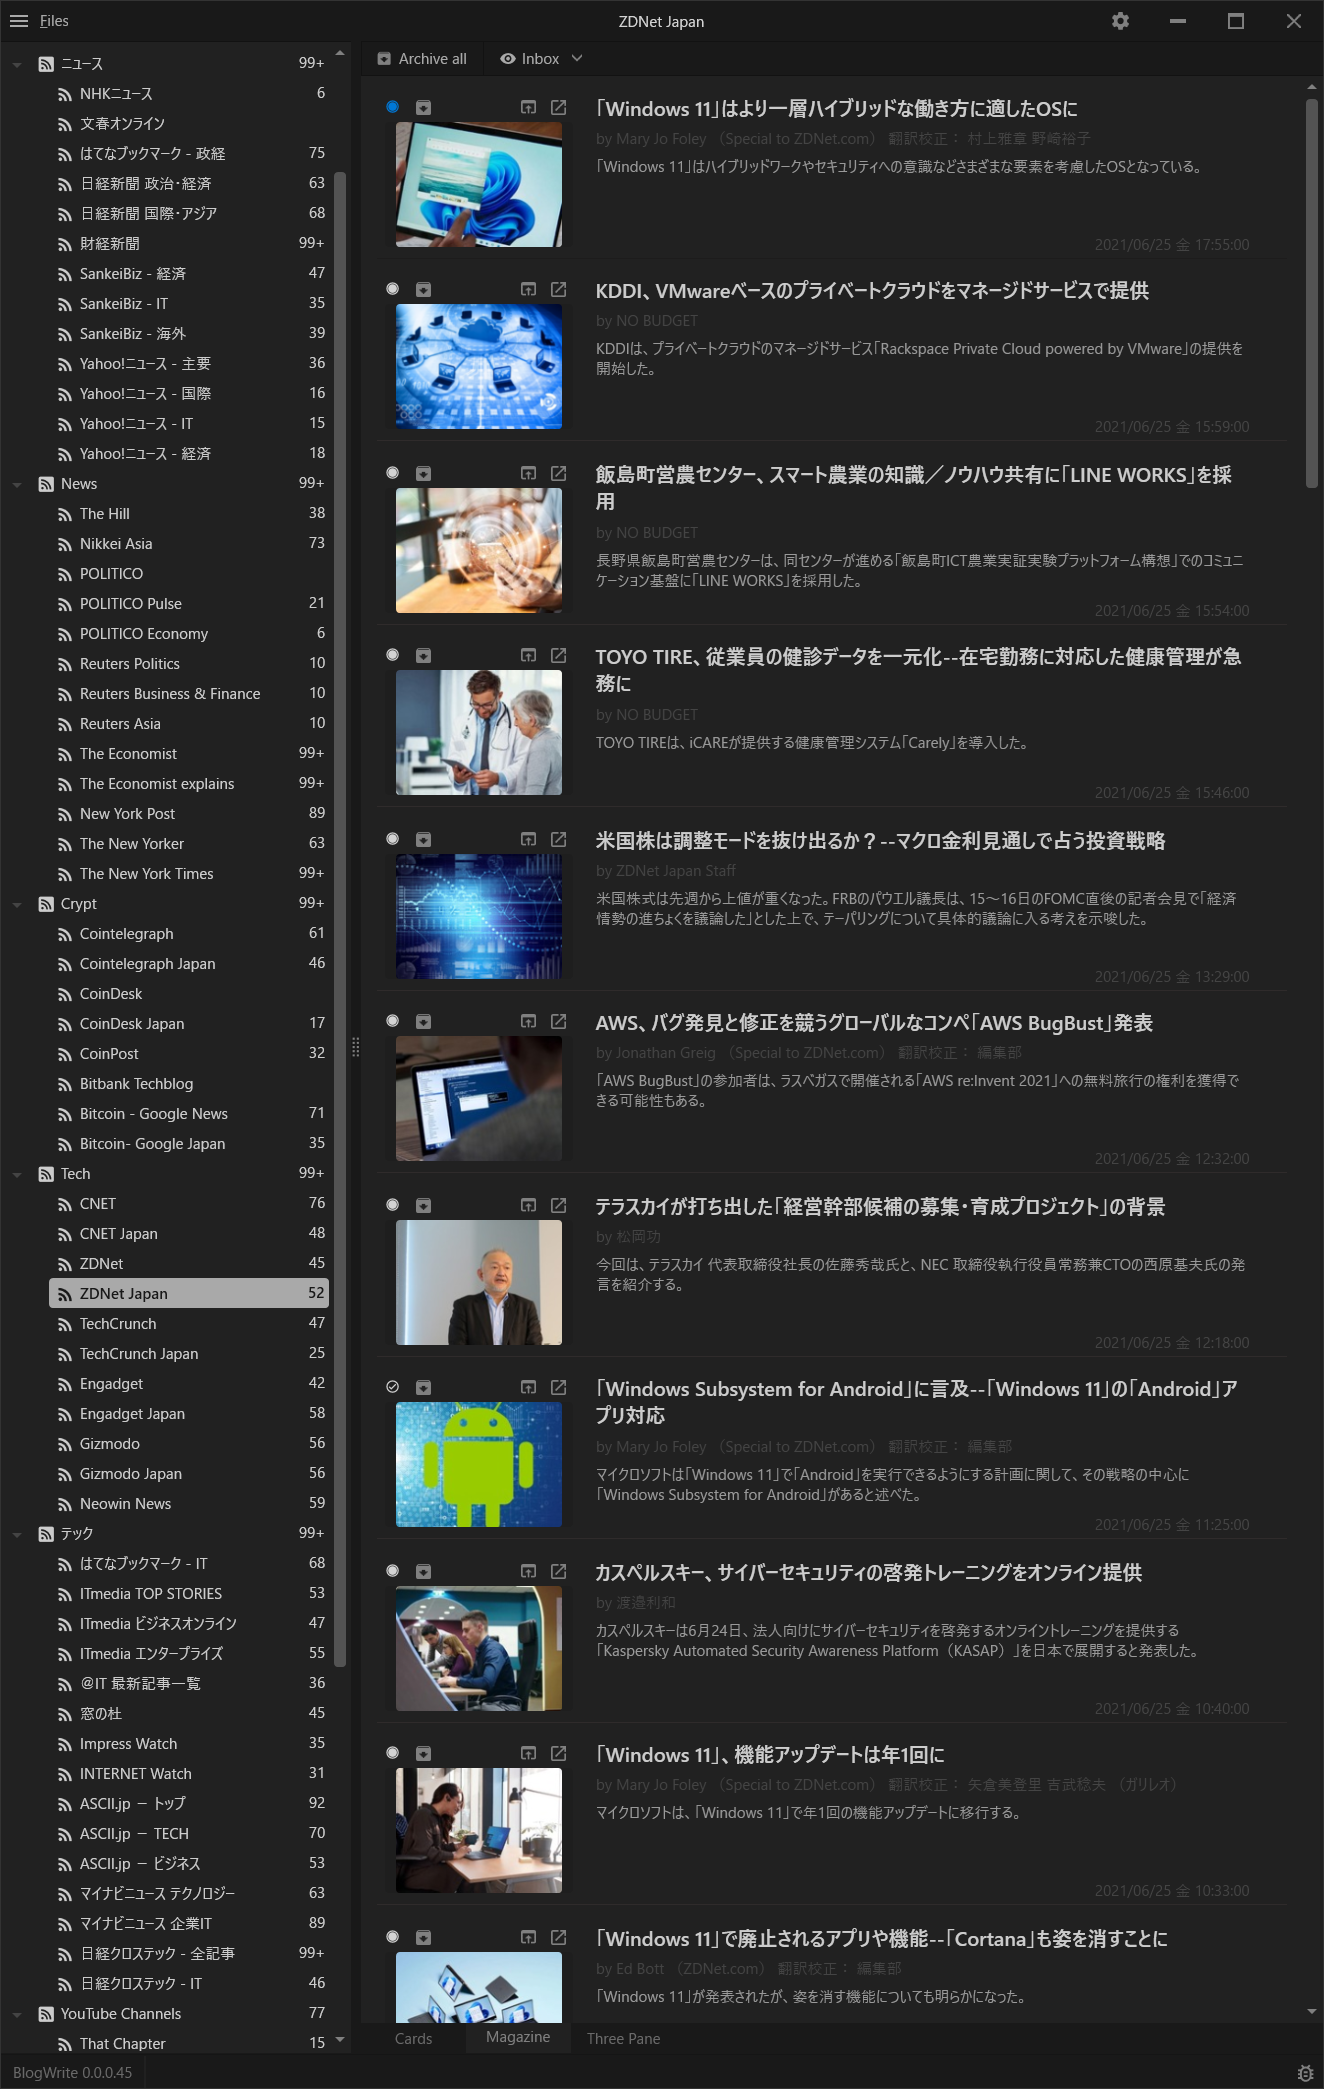 Files
ZDNet Japan
ニュース 99+
NHKニュース 6
文春オンライン
はてなブックマーク - 政経 75
日経新聞 政治・経済 63
日経新聞 国際・アジア 68
財経新聞 99+
SankeiBiz - 経済 47
SankeiBiz - IT 35
SankeiBiz - 海外 39
Yahoo!ニュース - 主要 36
Yahoo!ニュース - 国際 16
Yahoo!ニュース - IT 15
Yahoo!ニュース - 経済 18
News 99+
The Hill 38
Nikkei Asia 73
POLITICO
POLITICO Pulse 21
POLITICO Economy 6
Reuters Politics 10
Reuters Business & Finance 10
Reuters Asia 10
The Economist 99+
The Economist explains 99+
New York Post 89
The New Yorker 63
The New York Times 99+
Crypt 99+
Cointelegraph 61
Cointelegraph Japan 46
CoinDesk
CoinDesk Japan 17
CoinPost 32
Bitbank Techblog
Bitcoin - Google News 71
Bitcoin- Google Japan 35
Tech 99+
CNET 76
CNET Japan 48
ZDNet 45
ZDNet Japan 52
TechCrunch 47
TechCrunch Japan 25
Engadget 42
Engadget Japan 58
Gizmodo 56
Gizmodo Japan 56
Neowin News 59
テック 99+
はてなブックマーク - IT 68
ITmedia TOP STORIES 53
ITmedia ビジネスオンライン 47
ITmedia エンタープライズ 55
@IT 最新記事一覧 36
窓の杜 45
Impress Watch 35
INTERNET Watch 31
ASCII.jp － トップ 92
ASCII.jp － TECH 70
ASCII.jp － ビジネス 53
マイナビニュース テクノロジー 63
マイナビニュース 企業IT 89
日経クロステック - 全記事 99+
日経クロステック - IT 46
YouTube Channels 77
That Chapter 15
Archive all
Inbox
「Windows 11」はより一層ハイブリッドな働き方に適したOSに
by Mary Jo Foley （Special to ZDNet.com） 翻訳校正： 村上雅章 野崎裕子
「Windows 11」はハイブリッドワークやセキュリティへの意識などさまざまな要素を考慮したOSとなっている。
2021/06/25 金 17:55:00
KDDI、VMwareベースのプライベートクラウドをマネージドサービスで提供
by NO BUDGET
KDDIは、プライベートクラウドのマネージドサービス「Rackspace Private Cloud powered by VMware」の提供を
開始した。
2021/06/25 金 15:59:00
飯島町営農センター、スマート農業の知識／ノウハウ共有に「LINE WORKS」を採
用
by NO BUDGET
長野県飯島町営農センターは、同センターが進める「飯島町ICT農業実証実験プラットフォーム構想」でのコミュニ
ケーション基盤に「LINE WORKS」を採用した。
2021/06/25 金 15:54:00
TOYO TIRE、従業員の健診データを一元化--在宅勤務に対応した健康管理が急
務に
by NO BUDGET
TOYO TIREは、iCAREが提供する健康管理システム「Carely」を導入した。
2021/06/25 金 15:46:00
米国株は調整モードを抜け出るか？--マクロ金利見通しで占う投資戦略
by ZDNet Japan Staff
米国株式は先週から上値が重くなった。FRBのパウエル議長は、15～16日のFOMC直後の記者会見で「経済
情勢の進ちょくを議論した」とした上で、テーパリングについて具体的議論に入る考えを示唆した。
2021/06/25 金 13:29:00
AWS、バグ発見と修正を競うグローバルなコンペ「AWS BugBust」発表
by Jonathan Greig （Special to ZDNet.com） 翻訳校正： 編集部
「AWS BugBust」の参加者は、ラスベガスで開催される「AWS re:Invent 2021」への無料旅行の権利を獲得で
きる可能性もある。
2021/06/25 金 12:32:00
テラスカイが打ち出した「経営幹部候補の募集・育成プロジェクト」の背景
by 松岡功
今回は、テラスカイ 代表取締役社長の佐藤秀哉氏と、NEC 取締役執行役員常務兼CTOの西原基夫氏の発
言を紹介する。
2021/06/25 金 12:18:00
「Windows Subsystem for Android」に言及--「Windows 11」の「Android」ア
プリ対応
by Mary Jo Foley （Special to ZDNet.com） 翻訳校正： 編集部
マイクロソフトは「Windows 11」で「Android」を実行できるようにする計画に関して、その戦略の中心に
「Windows Subsystem for Android」があると述べた。
2021/06/25 金 11:25:00
カスペルスキー、サイバーセキュリティの啓発トレーニングをオンライン提供
by 渡邉利和
カスペルスキーは6月24日、法人向けにサイバーセキュリティを啓発するオンライントレーニングを提供する
「Kaspersky Automated Security Awareness Platform（KASAP）」を日本で展開すると発表した。
2021/06/25 金 10:40:00
「Windows 11」、機能アップデートは年1回に
by Mary Jo Foley （Special to ZDNet.com） 翻訳校正： 矢倉美登里 吉武稔夫 （ガリレオ）
マイクロソフトは、「Windows 11」で年1回の機能アップデートに移行する。
2021/06/25 金 10:33:00
「Windows 11」で廃止されるアプリや機能--「Cortana」も姿を消すことに
by Ed Bott （ZDNet.com） 翻訳校正： 編集部
「Windows 11」が発表されたが、姿を消す機能についても明らかになった。
Cards
Magazine
Three Pane
BlogWrite 0.0.0.45